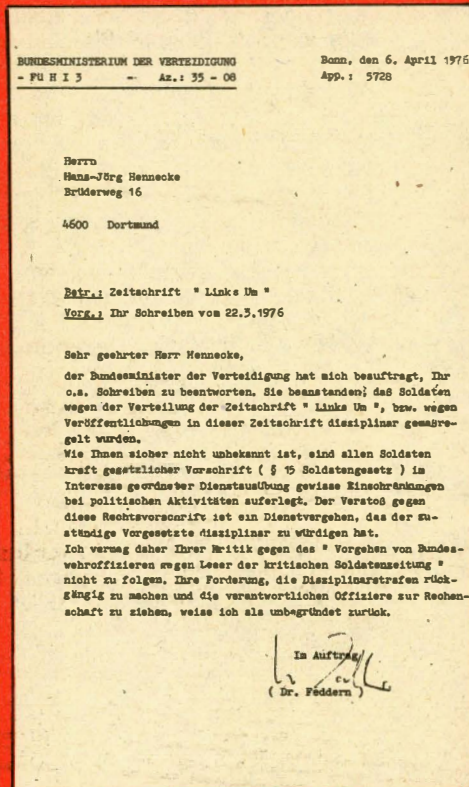 BUNDESMINISTERIUM DER VERTEIDIGUNG
- Fü H I 3 - Az.: 35 - 08
Bonn, den 6. April 1976
App.: 5728
Herrn
Hans-Jörg Hennecke
Brüderweg 16
4600 Dortmund
Betr.: Zeitschrift " Links Um "
Vorg.: Ihr Schreiben vom 22.3.1976
Sehr geehrter Herr Hennecke,
der Bundesminister der Verteidigung hat mich beauftragt, Ihr
o.a. Schreiben zu beantworten. Sie beanstanden, daß Soldaten
wegen der Verteilung der Zeitschrift " Links Um ", bzw. wegen
Veröffentlichungen in dieser Zeitschrift disziplinar gemaßre-
gelt wurden.
Wie Ihnen sicher nicht unbekannt ist, sind allen Soldaten
kraft gesetzlicher Vorschrift ( § 15 Soldatengesetz ) im
Interesse geordneter Dienstausübung gewisse Einschränkungen
bei politischen Aktivitäten auferlegt. Der Verstoß gegen
diese Rechtsvorschrift ist ein Dienstvergehen, das der zu-
ständige Vorgesetzte disziplinar zu würdigen hat.
Ich vermag daher Ihrer Kritik gegen das " Vorgehen von Bundes-
wehroffizieren gegen Leser der kritischen Soldatenzeitung "
nicht zu folgen. Ihre Forderung, die Disziplinarstrafen rück-
gängig zu machen und die verantwortlichen Offiziere zur Rechen-
schaft zu ziehen, weise ich als unbegründet zurück.
Im Auftrag
( Dr. Feddern )